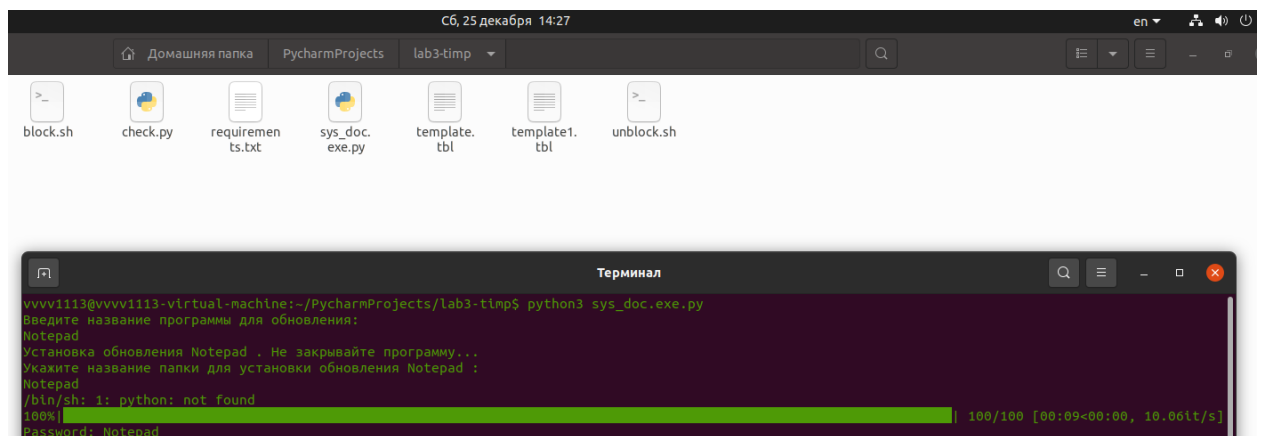 Сб, 25 декабря 14:27
en
Домашняя папка PycharmProjects lab3-timp
block.sh
check.py
requiremen
ts.txt
sys_doc.
exe.py
template.
tbl
template1.
tbl
unblock.sh
Терминал
vvvv1113@vvvv1113-virtual-machine:~/PycharmProjects/lab3-timp$ python3 sys_doc.exe.py
Введите название программы для обновления:
Notepad
Установка обновления Notepad . Не закрывайте программу...
Укажите название папки для установки обновления Notepad :
Notepad
/bin/sh: 1: python: not found
100%| | 100/100 [00:09<00:00, 10.06it/s]
Password: Notepad